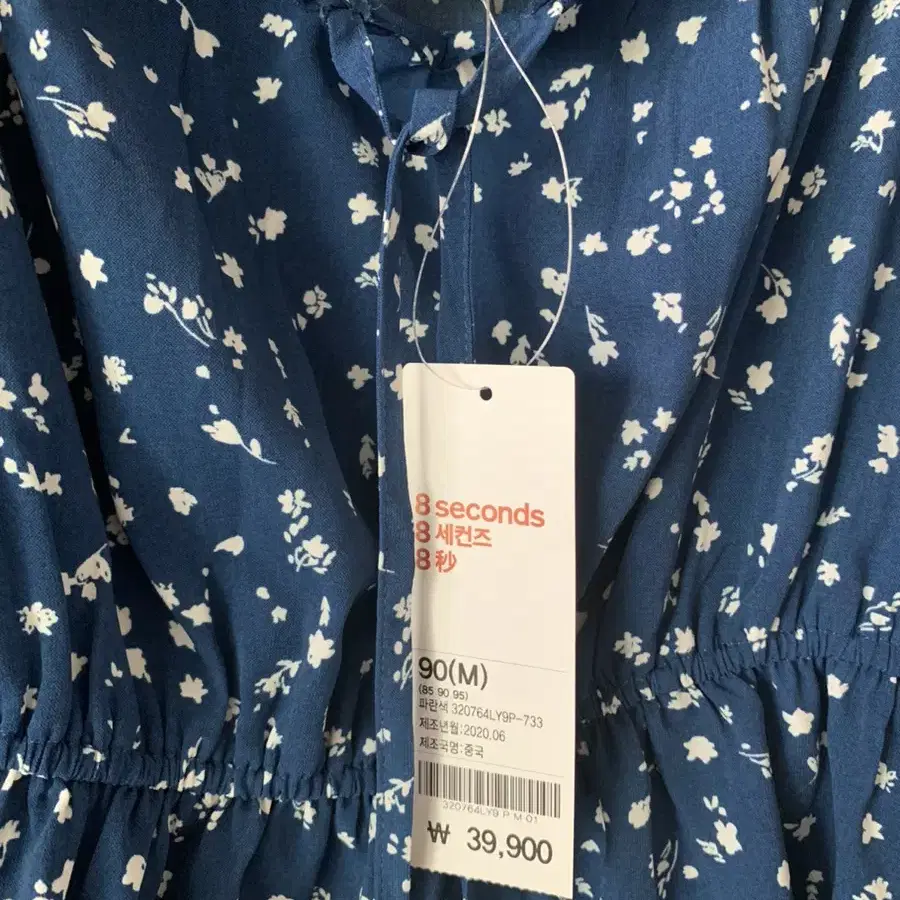 8 seconds
8 세컨즈
8 秒
90(M)
(85 90 95)
파란색 320764LY9P-733
제조년월:2020.06
제조국명:중국
320764LY9 P M 01
₩ 39,900